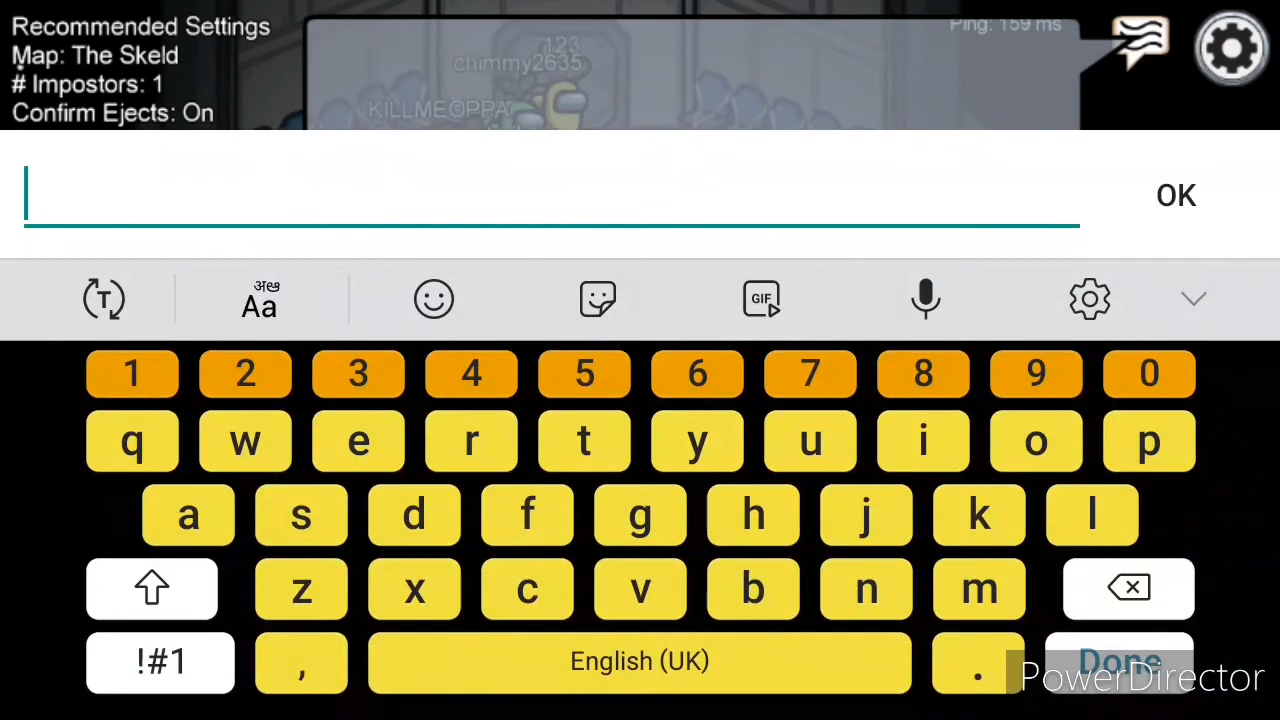 Recommended Settings
Map: The Skeld
# Impostors: 1
Confirm Ejects: On
Ping: 159 ms
123
chimmy2635
KILLMEOPPA
OK
T
अ
Aa
GIF
1 2 3 4 5 6 7 8 9 0
q w e r t y u i o p
a s d f g h j k l
z x c v b n m
!#1 , English (UK) . Done
PowerDirector